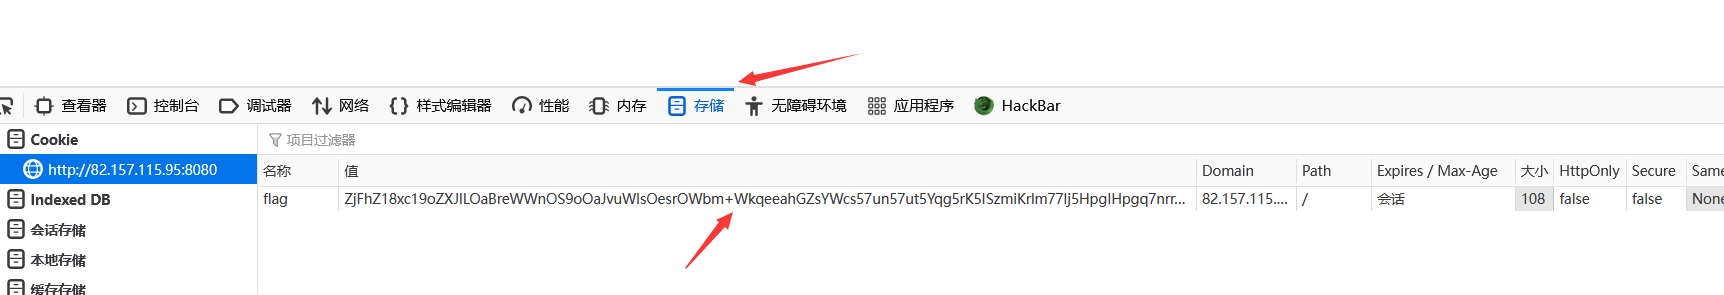 查看器 控制台 调试器 网络 {} 样式编辑器 性能 内存 存储 无障碍环境 应用程序 HackBar
Cookie 项目过滤器
http://82.157.115.95:8080 名称 值 Domain Path Expires / Max-Age 大小 HttpOnly Secure Same
Indexed DB flag ZjFhZ18xc19oZXJlLOaBreWWnOS9oOaJvuWIsOesrOWbm+WkqeeahGZsYWcs57un57ut5Yqg5rK5ISzmiKrlm77lj5HpgIHpgq7nrr... 82.157.115.... / 会话 108 false false None
会话存储
本地存储
缓存存储